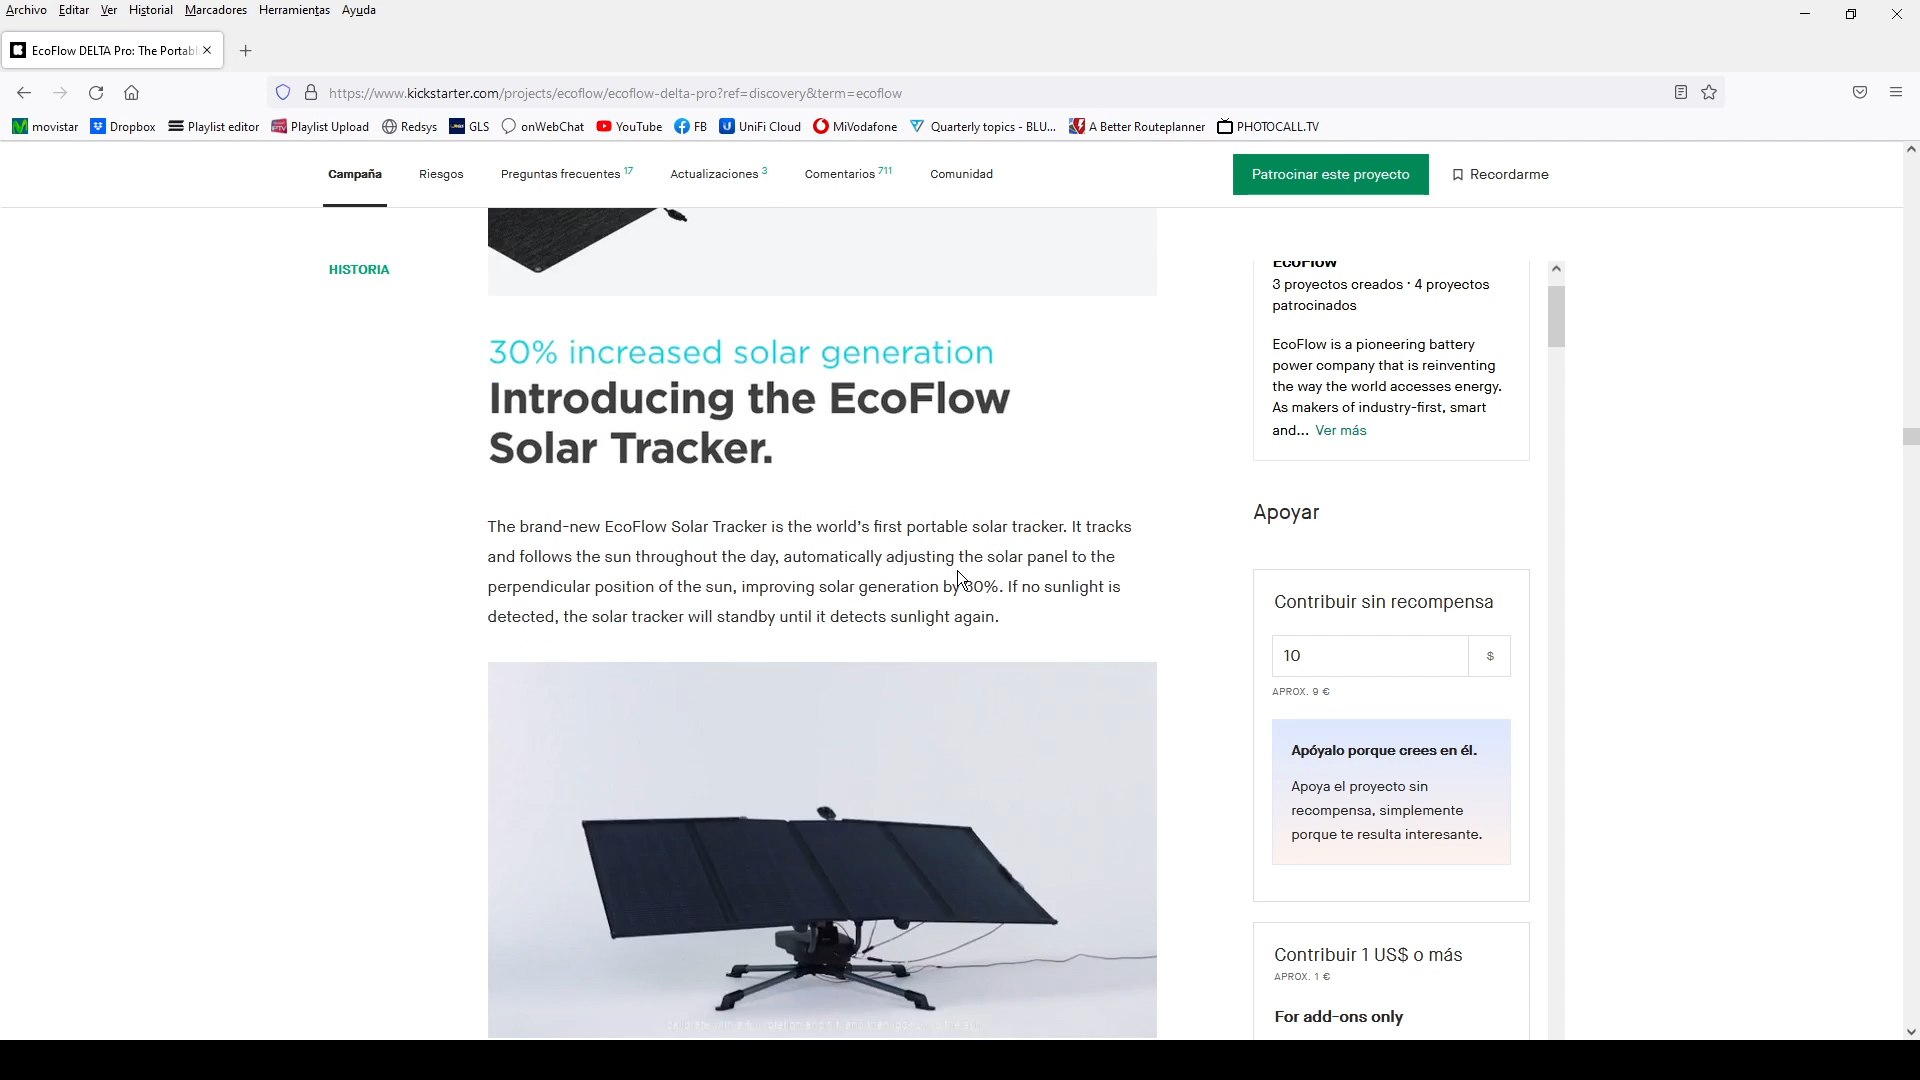 Archivo Editar Ver Historial Marcadores Herramientas Ayuda
EcoFlow DELTA Pro: The Portabl
https://www.kickstarter.com/projects/ecoflow/ecoflow-delta-pro?ref=discovery&term=ecoflow
movistar Dropbox Playlist editor Playlist Upload Redsys GLS onWebChat YouTube FB UniFi Cloud MiVodafone Quarterly topics - BLU... A Better Routeplanner PHOTOCALL.TV
Campaña Riesgos Preguntas frecuentes 17 Actualizaciones 3 Comentarios 711 Comunidad Patrocinar este proyecto Recordarme
HISTORIA
30% increased solar generation
Introducing the EcoFlow
Solar Tracker.
The brand-new EcoFlow Solar Tracker is the world’s first portable solar tracker. It tracks
and follows the sun throughout the day, automatically adjusting the solar panel to the
perpendicular position of the sun, improving solar generation by 30%. If no sunlight is
detected, the solar tracker will standby until it detects sunlight again.
EcoFlow
3 proyectos creados · 4 proyectos
patrocinados
EcoFlow is a pioneering battery
power company that is reinventing
the way the world accesses energy.
As makers of industry-first, smart
and... Ver más
Apoyar
Contribuir sin recompensa
10 $
APROX. 9 €
Apóyalo porque crees en él.
Apoya el proyecto sin
recompensa, simplemente
porque te resulta interesante.
Contribuir 1 US$ o más
APROX. 1 €
For add-ons only